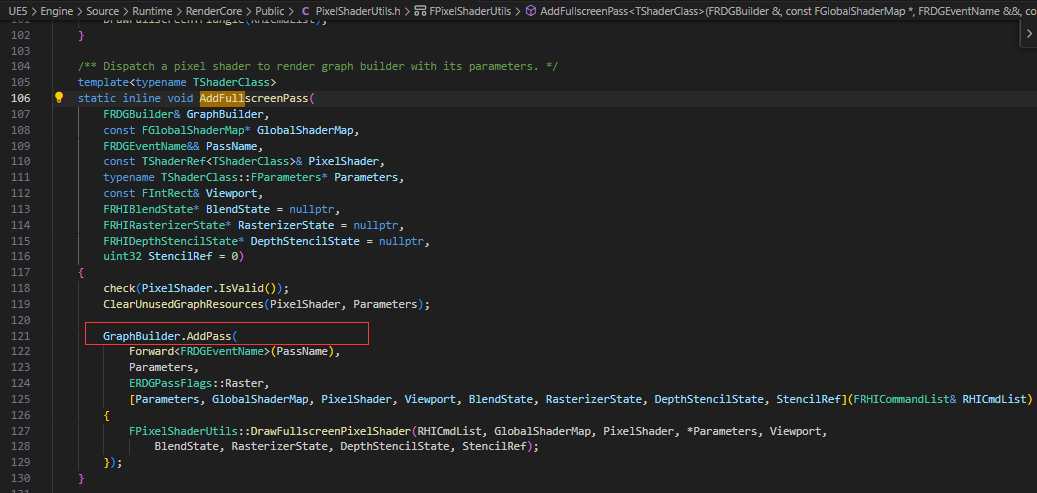 UE5 > Engine > Source > Runtime > RenderCore > Public > C PixelShaderUtils.h > FPixelShaderUtils > AddFullscreenPass<TShaderClass>(FRDGBuilder &, const FGlobalShaderMap *, FRDGEventName &&, co
102 }
103
104 /** Dispatch a pixel shader to render graph builder with its parameters. */
105 template<typename TShaderClass>
106 static inline void AddFullscreenPass(
107 FRDGBuilder& GraphBuilder,
108 const FGlobalShaderMap* GlobalShaderMap,
109 FRDGEventName&& PassName,
110 const TShaderRef<TShaderClass>& PixelShader,
111 typename TShaderClass::FParameters* Parameters,
112 const FIntRect& Viewport,
113 FRHIBlendState* BlendState = nullptr,
114 FRHIRasterizerState* RasterizerState = nullptr,
115 FRHIDepthStencilState* DepthStencilState = nullptr,
116 uint32 StencilRef = 0)
117 {
118 check(PixelShader.IsValid());
119 ClearUnusedGraphResources(PixelShader, Parameters);
120
121 GraphBuilder.AddPass(
122 Forward<FRDGEventName>(PassName),
123 Parameters,
124 ERDGPassFlags::Raster,
125 [Parameters, GlobalShaderMap, PixelShader, Viewport, BlendState, RasterizerState, DepthStencilState, StencilRef](FRHICommandList& RHICmdList)
126 {
127 FPixelShaderUtils::DrawFullscreenPixelShader(RHICmdList, GlobalShaderMap, PixelShader, *Parameters, Viewport,
128 BlendState, RasterizerState, DepthStencilState, StencilRef);
129 });
130 }